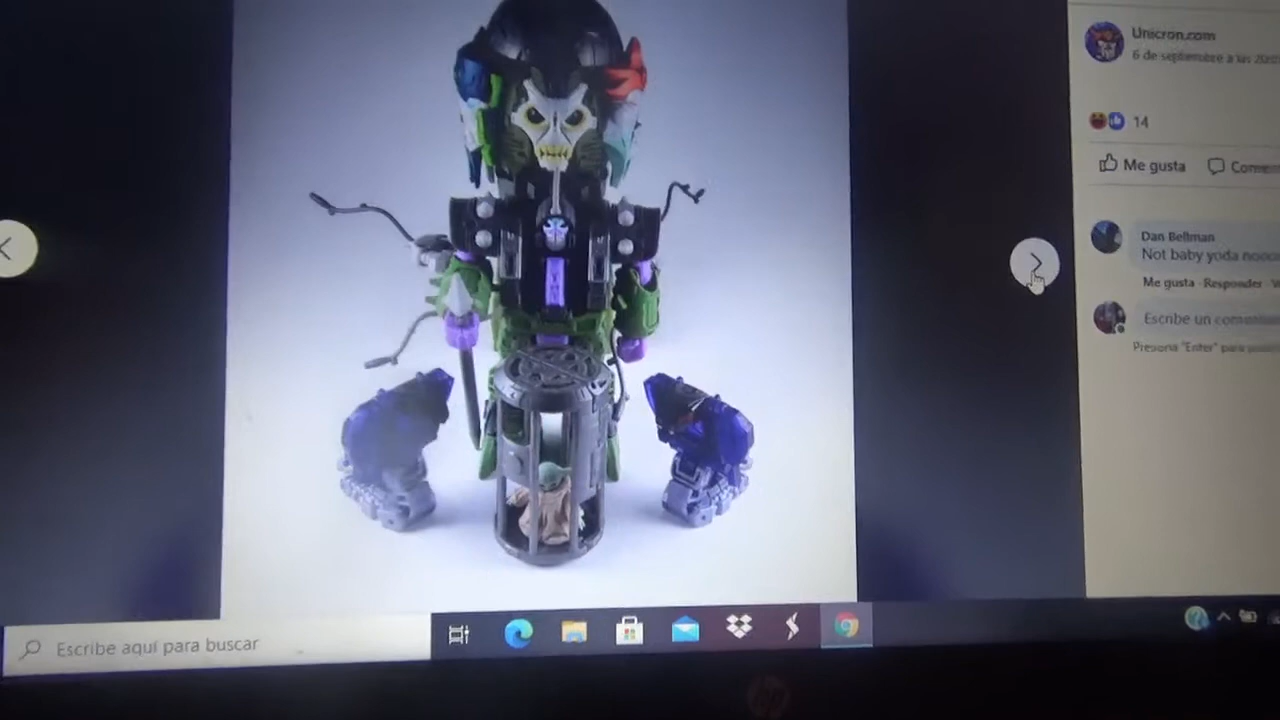 Unicron.com
6 de septiembre a las
14
Me gusta
Dan Bellman
Not baby yoda
Me gusta · Responder
Escribe un
Presiona "Enter" para
Escribe aquí para buscar